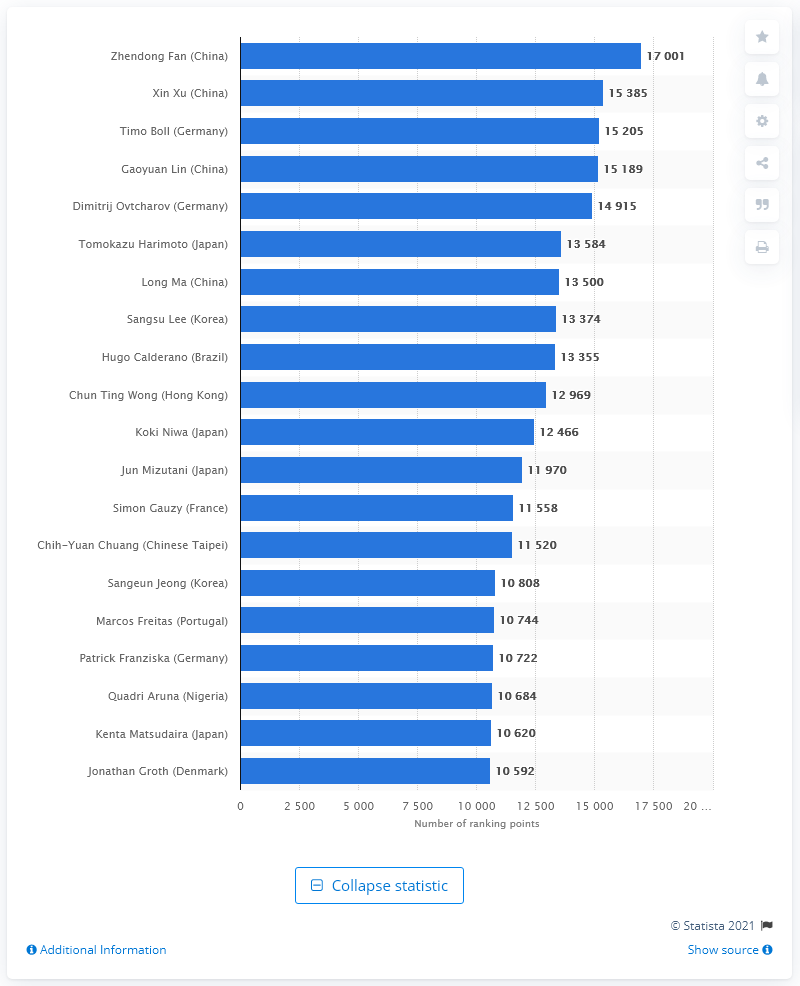 Zhendong Fan (China) 17 001
Xin Xu (China) 15 385
Timo Boll (Germany) 15 205
Gaoyuan Lin (China) 15 189
Dimitrij Ovtcharov (Germany) 14 915
Tomokazu Harimoto (Japan) 13 584
Long Ma (China) 13 500
Sangsu Lee (Korea) 13 374
Hugo Calderano (Brazil) 13 355
Chun Ting Wong (Hong Kong) 12 969
Koki Niwa (Japan) 12 466
Jun Mizutani (Japan) 11 970
Simon Gauzy (France) 11 558
Chih-Yuan Chuang (Chinese Taipei) 11 520
Sangeun Jeong (Korea) 10 808
Marcos Freitas (Portugal) 10 744
Patrick Franziska (Germany) 10 722
Quadri Aruna (Nigeria) 10 684
Kenta Matsudaira (Japan) 10 620
Jonathan Groth (Denmark) 10 592
0 2 500 5 000 7 500 10 000 12 500 15 000 17 500 20 ...
Number of ranking points
Collapse statistic
© Statista 2021
Additional Information Show source